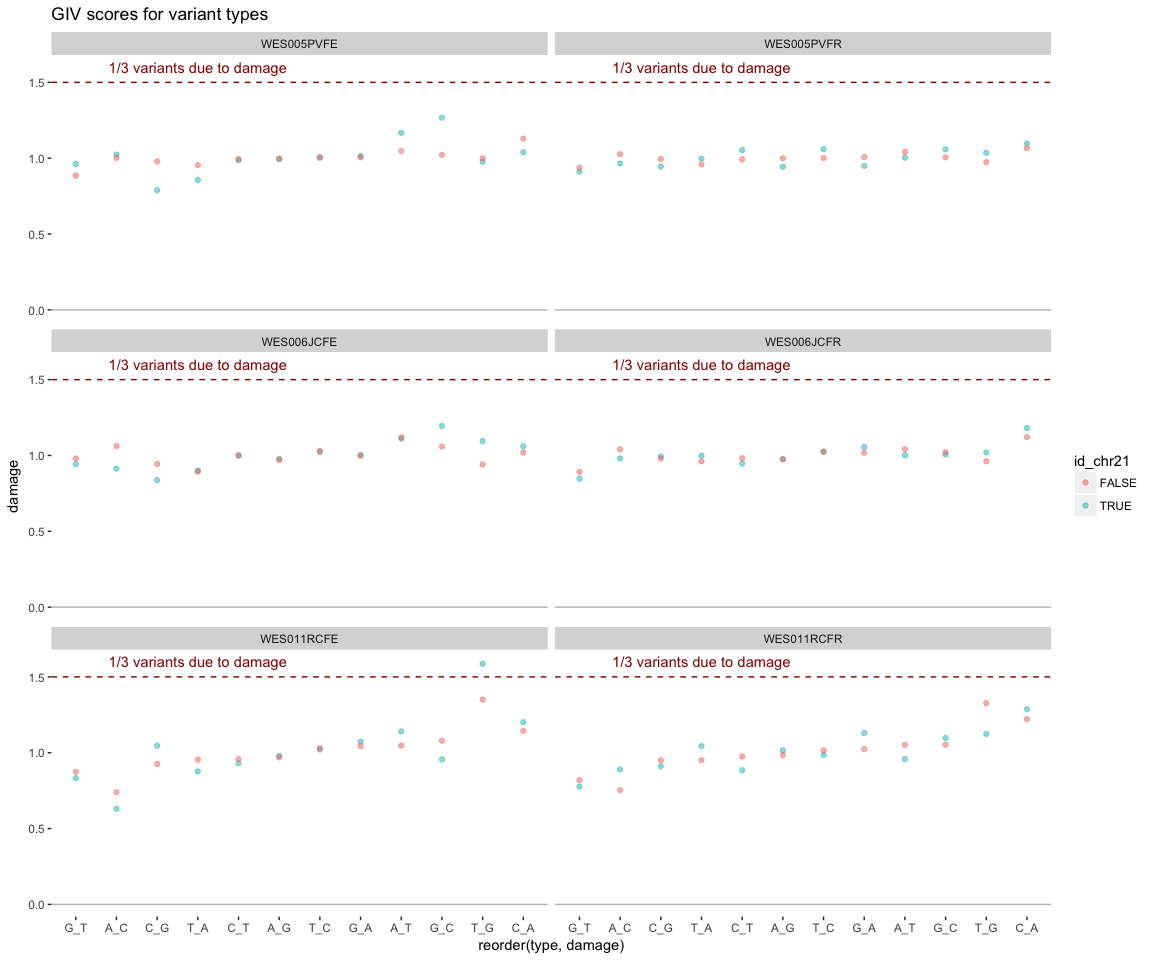 GIV scores for variant types
WES005PVFE
WES005PVFR
1/3 variants due to damage
1/3 variants due to damage
1.5
1.0
0.5
0.0
WES006JCFE
WES006JCFR
1/3 variants due to damage
1/3 variants due to damage
1.5
1.0
0.5
0.0
damage
WES011RCFE
WES011RCFR
1/3 variants due to damage
1/3 variants due to damage
1.5
1.0
0.5
0.0
G_T A_C C_G T_A C_T A_G T_C G_A A_T G_C T_G C_A
G_T A_C C_G T_A C_T A_G T_C G_A A_T G_C T_G C_A
reorder(type, damage)
id_chr21
FALSE
TRUE